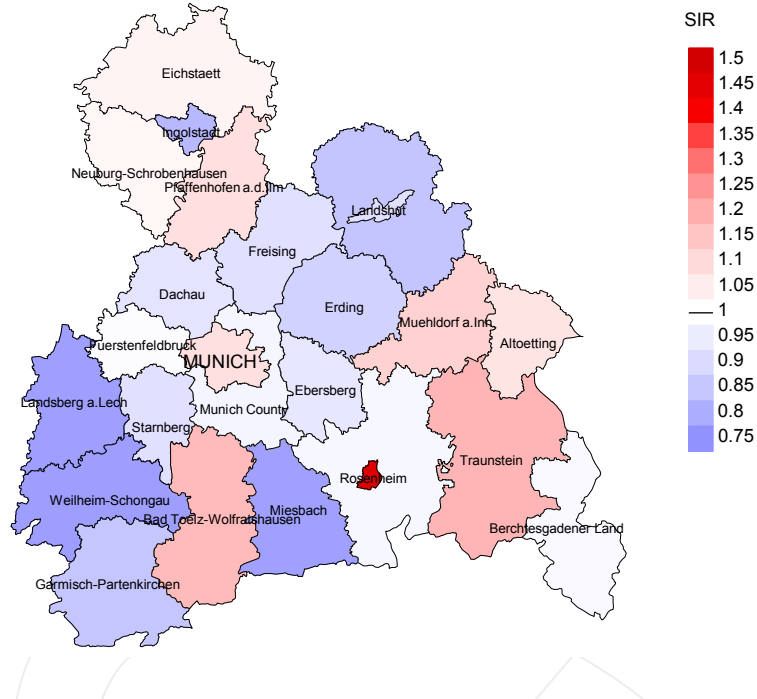 SIR
1.5
1.45
1.4
1.35
1.3
1.25
1.2
1.15
1.1
1.05
1
0.95
0.9
0.85
0.8
0.75
Eichstaett
Ingolstadt
Neuburg-Schrobenhausen
Pfaffenhofen a.d.Ilm
Landshut
Freising
Dachau
Erding
Muehldorf a.Inn
Fuerstenfeldbruck
Altoetting
MUNICH
Ebersberg
Landsberg a.Lech
Munich County
Starnberg
Traunstein
Rosenheim
Weilheim-Schongau
Miesbach
Bad Toelz-Wolfratshausen
Berchtesgadener Land
Garmisch-Partenkirchen